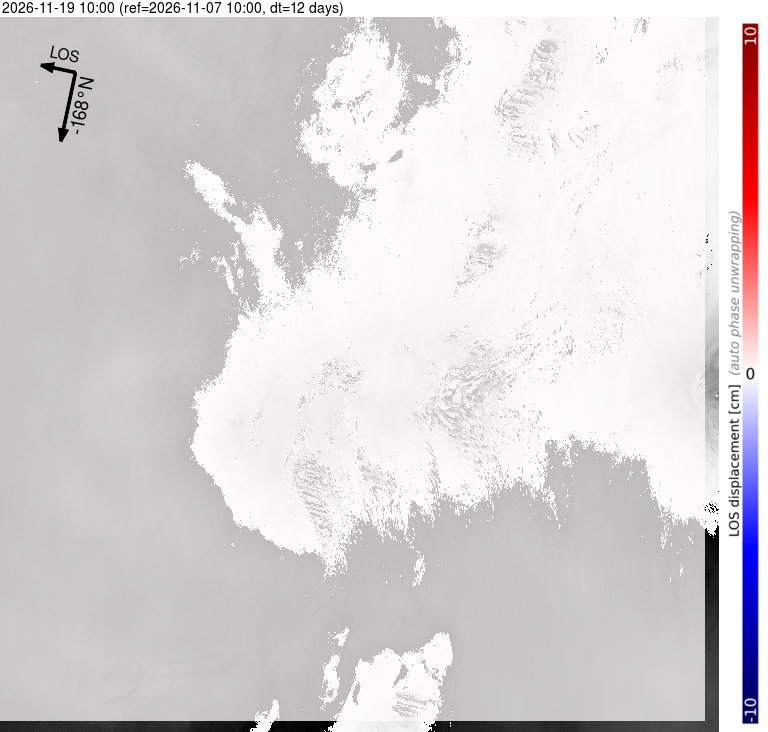 2026-11-19 10:00 (ref=2026-11-07 10:00, dt=12 days)
LOS
-168°N
10
0
-10
LOS displacement [cm] (auto phase unwrapping)